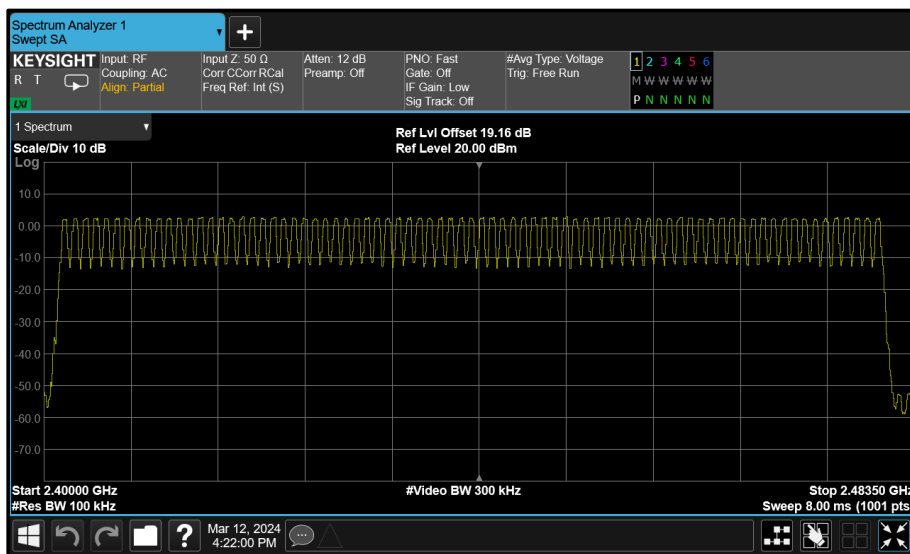 Spectrum Analyzer 1
Swept SA
KEYSIGHT
R T
LXI
Input: RF
Coupling: AC
Align: Partial
Input Z: 50 Ω
Corr CCorr RCal
Freq Ref: Int (S)
Atten: 12 dB
Preamp: Off
PNO: Fast
Gate: Off
IF Gain: Low
Sig Track: Off
#Avg Type: Voltage
Trig: Free Run
1 2 3 4 5 6
M W W W W W
P N N N N N
1 Spectrum
Scale/Div 10 dB
Ref Lvl Offset 19.16 dB
Ref Level 20.00 dBm
Log
10.0
0.00
-10.0
-20.0
-30.0
-40.0
-50.0
-60.0
-70.0
Start 2.40000 GHz
#Res BW 100 kHz
#Video BW 300 kHz
Stop 2.48350 GHz
Sweep 8.00 ms (1001 pts
?
Mar 12, 2024
4:22:00 PM